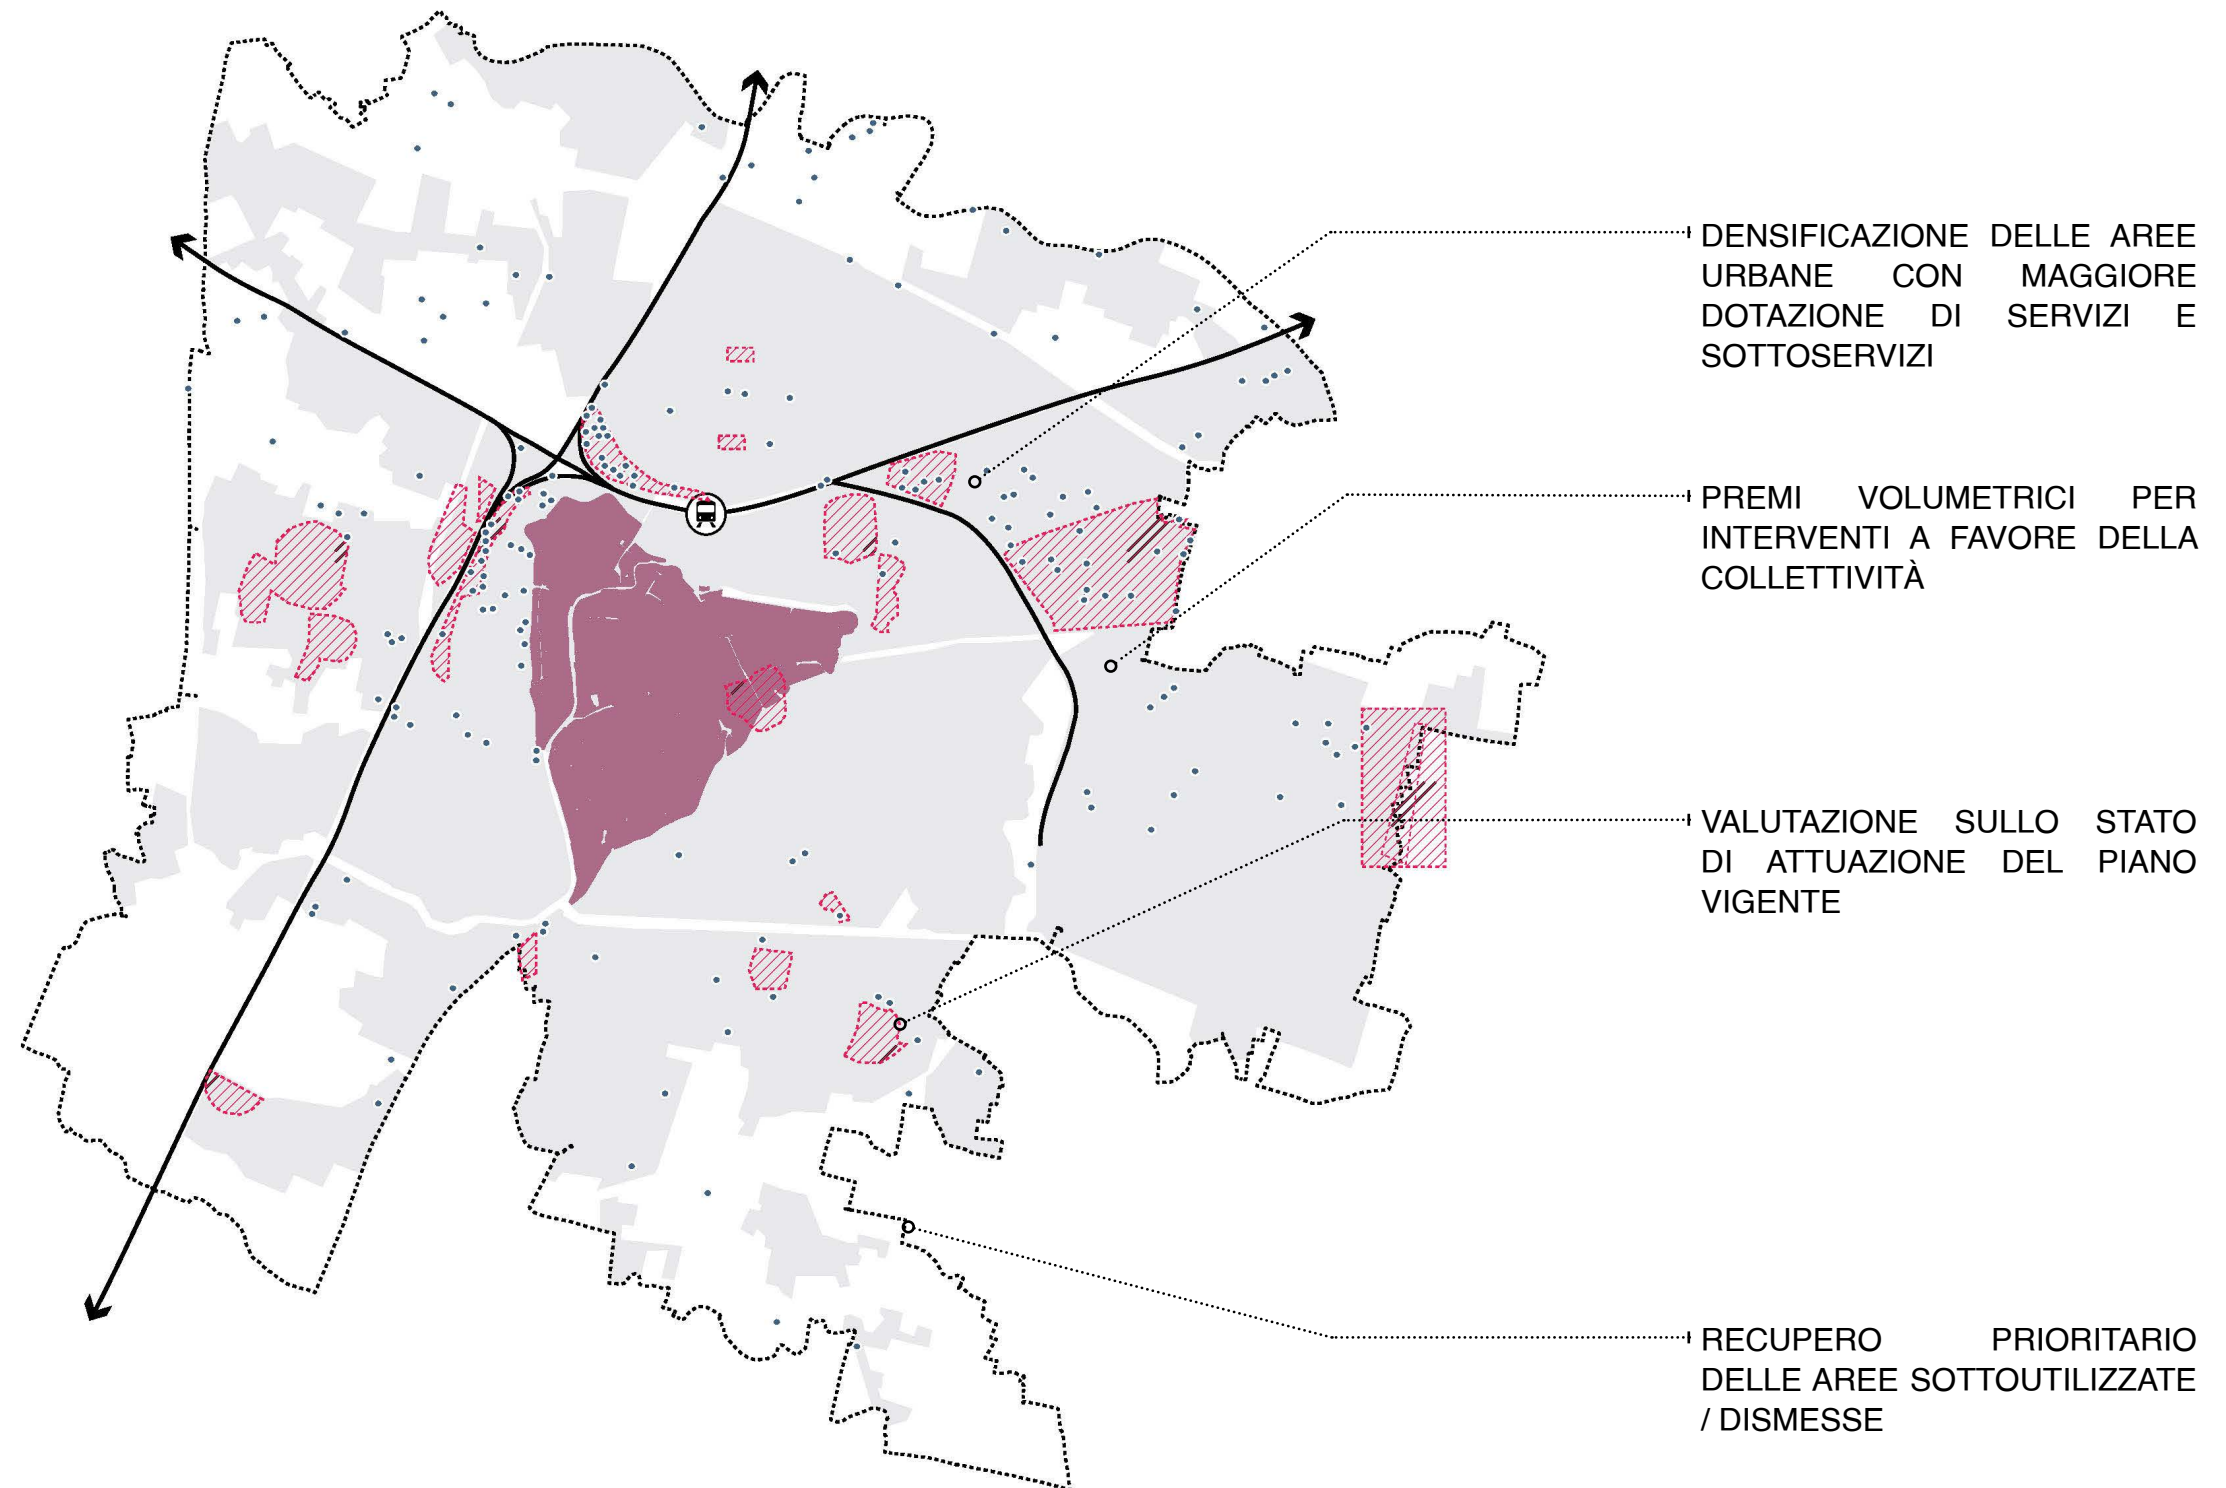 DENSIFICAZIONE DELLE AREE
URBANE CON MAGGIORE
DOTAZIONE DI SERVIZI E
SOTTOSERVIZI
PREMI VOLUMETRICI PER
INTERVENTI A FAVORE DELLA
COLLETTIVITÀ
VALUTAZIONE SULLO STATO
DI ATTUAZIONE DEL PIANO
VIGENTE
RECUPERO PRIORITARIO
DELLE AREE SOTTOUTILIZZATE
/ DISMESSE